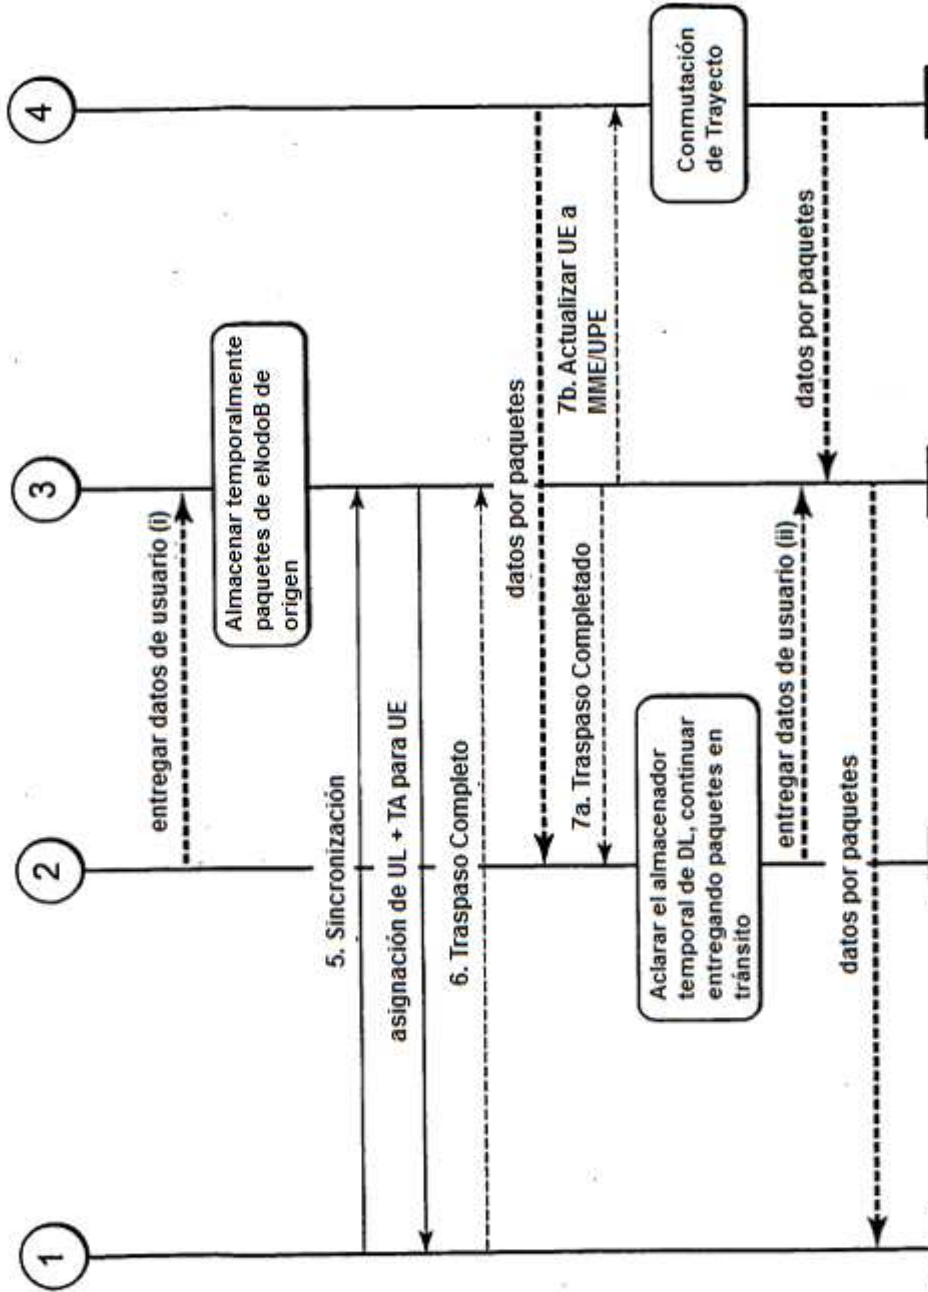 1
2
3
4
entregar datos de usuario (i)
Almacenar temporalmente
paquetes de eNodoB de
origen
5. Sincronización
asignación de UL + TA para UE
6. Traspaso Completo
datos por paquetes
7a. Traspaso Completado
7b. Actualizar UE a
MME/UPE
Aclarar el almacenador
temporal de DL, continuar
entregando paquetes en
tránsito
Conmutación
de Trayecto
entregar datos de usuario (ii)
datos por paquetes
datos por paquetes